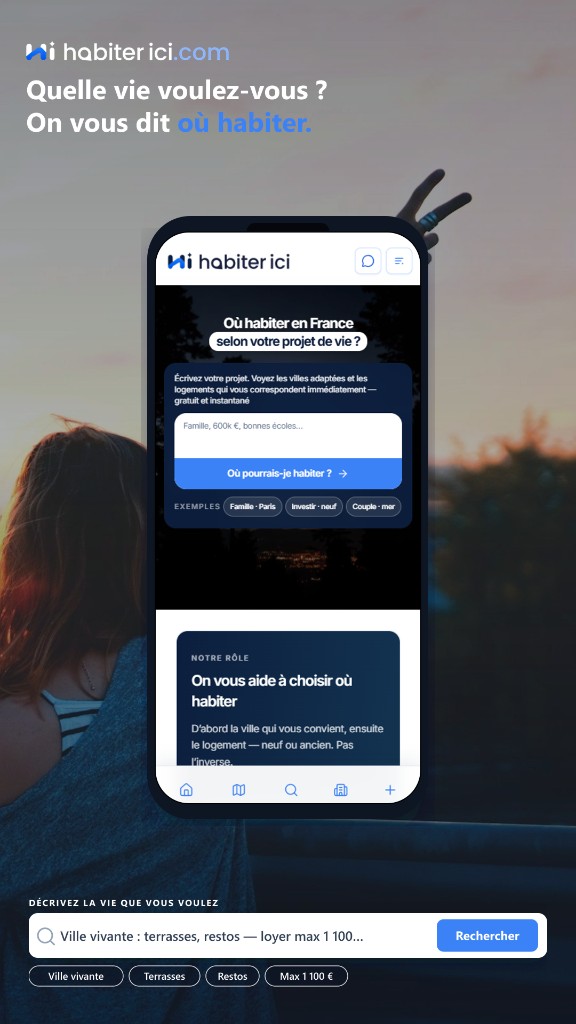 habiter ici.com
Quelle vie voulez-vous ?
On vous dit où habiter.
habiter ici
Où habiter en France
selon votre projet de vie ?
Écrivez votre projet. Voyez les villes adaptées et les
logements qui vous correspondent immédiatement —
gratuit et instantané
Famille, 600k €, bonnes écoles...
Où pourrais-je habiter ? →
EXEMPLES Famille · Paris Investir · neuf Couple · mer
NOTRE RÔLE
On vous aide à choisir où
habiter
D'abord la ville qui vous convient, ensuite
le logement — neuf ou ancien. Pas
l'inverse.
DÉCRIVEZ LA VIE QUE VOUS VOULEZ
Ville vivante : terrasses, restos — loyer max 1 100... Rechercher
Ville vivante Terrasses Restos Max 1 100 €